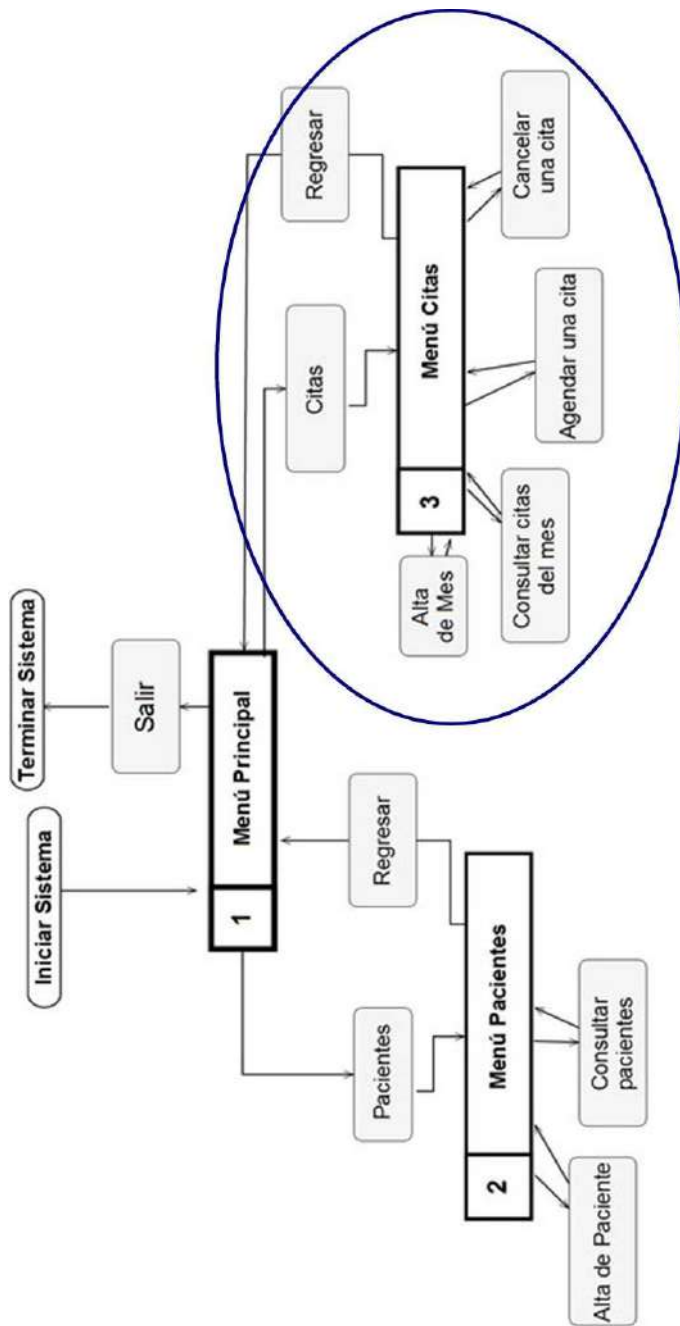 Iniciar Sistema
Terminar Sistema
Salir
1
Menú Principal
Pacientes
Regresar
Citas
Regresar
2
Menú Pacientes
Alta de Paciente
Consultar
pacientes
3
Menú Citas
Alta
de Mes
Consultar citas
del mes
Agendar una cita
Cancelar
una cita